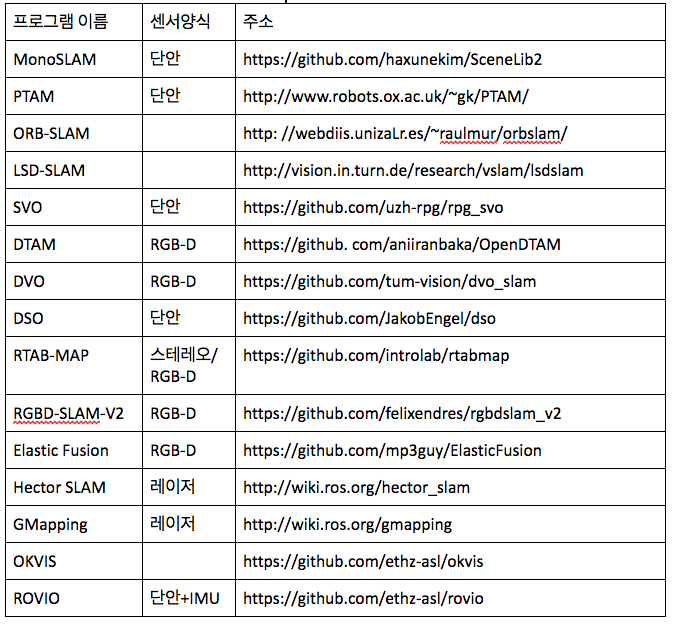 프로그램 이름 센서양식 주소
MonoSLAM 단안 https://github.com/haxunekim/SceneLib2
PTAM 단안 http://www.robots.ox.ac.uk/~gk/PTAM/
ORB-SLAM http: //webdiis.unizaLr.es/~raulmur/orbslam/
LSD-SLAM http://vision.in.turn.de/research/vslam/lsdslam
SVO 단안 https://github.com/uzh-rpg/rpg_svo
DTAM RGB-D https://github. com/aniiranbaka/OpenDTAM
DVO RGB-D https://github.com/tum-vision/dvo_slam
DSO 단안 https://github.com/JakobEngel/dso
RTAB-MAP 스테레오/ https://github.com/introlab/rtabmap
RGB-D
RGBD-SLAM-V2 RGB-D https://github.com/felixendres/rgbdslam_v2
Elastic Fusion RGB-D https://github.com/mp3guy/ElasticFusion
Hector SLAM 레이저 http://wiki.ros.org/hector_slam
GMapping 레이저 http://wiki.ros.org/gmapping
OKVIS https://github.com/ethz-asl/okvis
ROVIO 단안+IMU https://github.com/ethz-asl/rovio